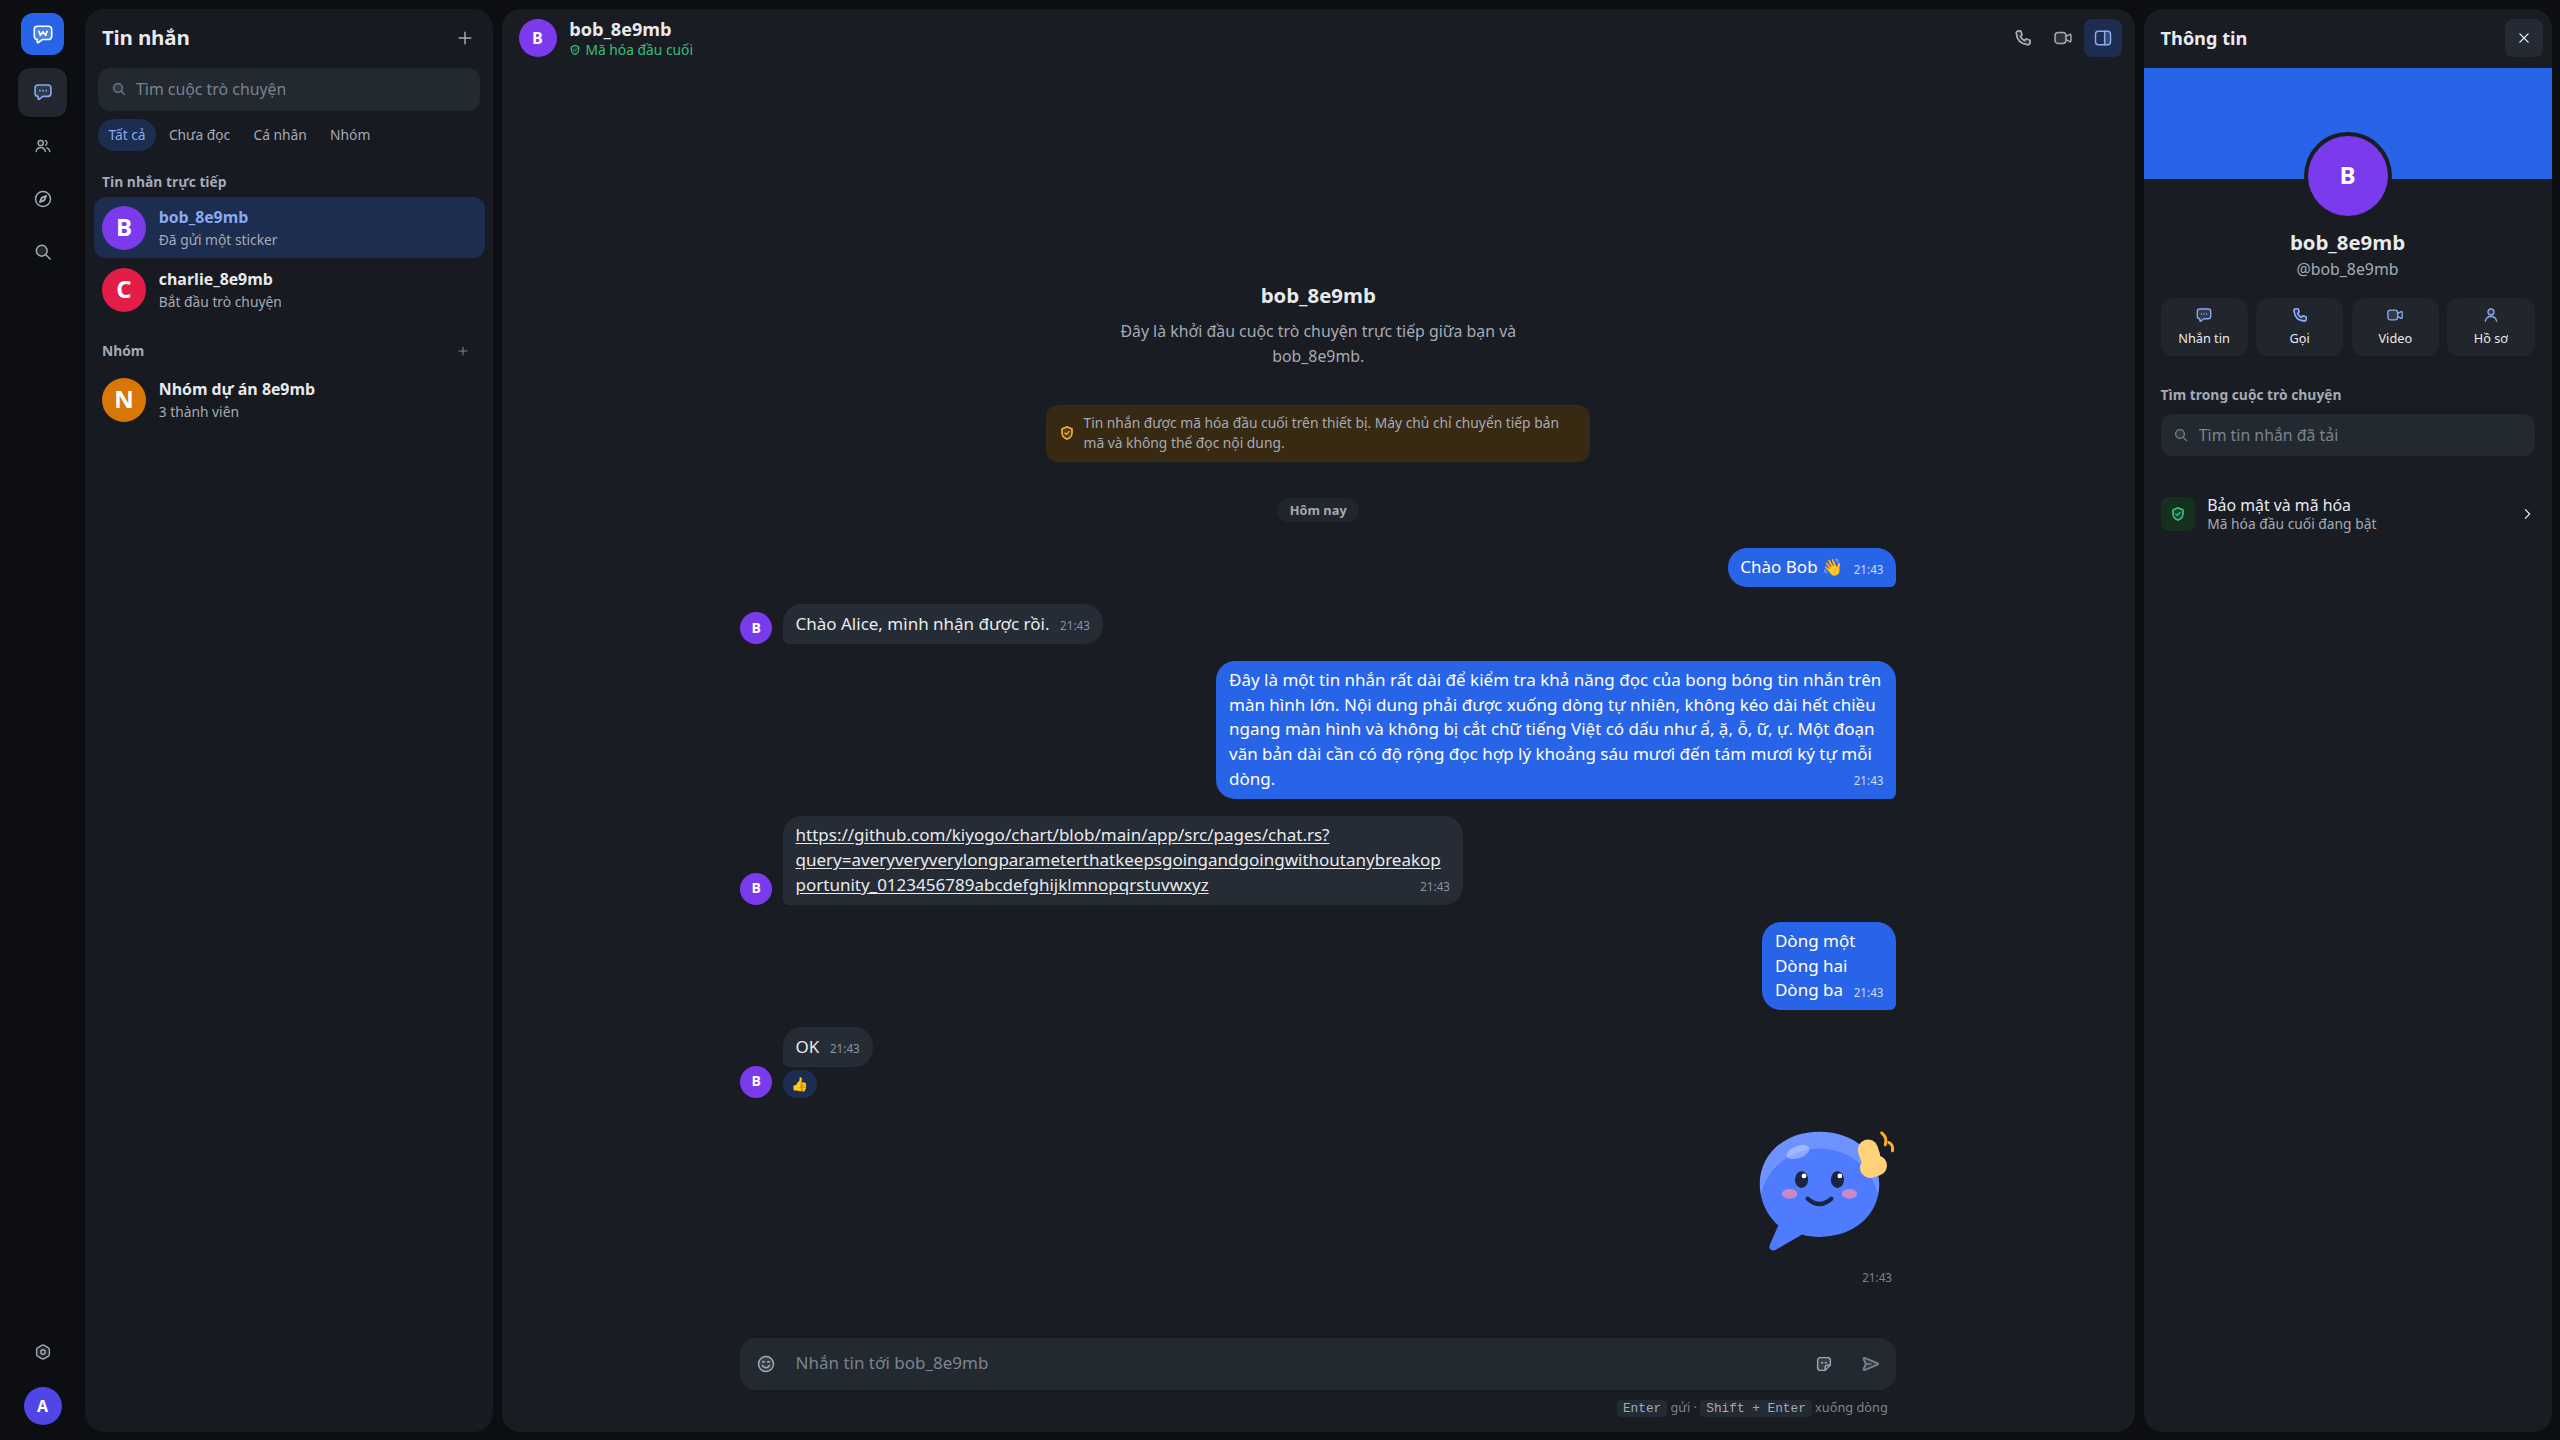 Tin nhắn
Tìm cuộc trò chuyện
Tất cả
Chưa đọc
Cá nhân
Nhóm
Tin nhắn trực tiếp
B
bob_8e9mb
Đã gửi một sticker
C
charlie_8e9mb
Bắt đầu trò chuyện
Nhóm
N
Nhóm dự án 8e9mb
3 thành viên
A
B
bob_8e9mb
Mã hóa đầu cuối
bob_8e9mb
Đây là khởi đầu cuộc trò chuyện trực tiếp giữa bạn và
bob_8e9mb.
Tin nhắn được mã hóa đầu cuối trên thiết bị. Máy chủ chỉ chuyển tiếp bản
mã và không thể đọc nội dung.
Hôm nay
Chào Bob 👋 21:43
B
Chào Alice, mình nhận được rồi. 21:43
Đây là một tin nhắn rất dài để kiểm tra khả năng đọc của bong bóng tin nhắn trên
màn hình lớn. Nội dung phải được xuống dòng tự nhiên, không kéo dài hết chiều
ngang màn hình và không bị cắt chữ tiếng Việt có dấu như ẩ, ặ, ỗ, ữ, ự. Một đoạn
văn bản dài cần có độ rộng đọc hợp lý khoảng sáu mươi đến tám mươi ký tự mỗi
dòng. 21:43
https://github.com/kiyogo/chart/blob/main/app/src/pages/chat.rs?
query=averyveryverylongparameterthatkeepsgoingandgoingwithoutanybreakop
portunity_0123456789abcdefghijklmnopqrstuvwxyz 21:43
B
Dòng một
Dòng hai
Dòng ba 21:43
OK 21:43
B
👍
21:43
Nhắn tin tới bob_8e9mb
Enter gửi · Shift + Enter xuống dòng
Thông tin
B
bob_8e9mb
@bob_8e9mb
Nhắn tin
Gọi
Video
Hồ sơ
Tìm trong cuộc trò chuyện
Tìm tin nhắn đã tải
Bảo mật và mã hóa
Mã hóa đầu cuối đang bật